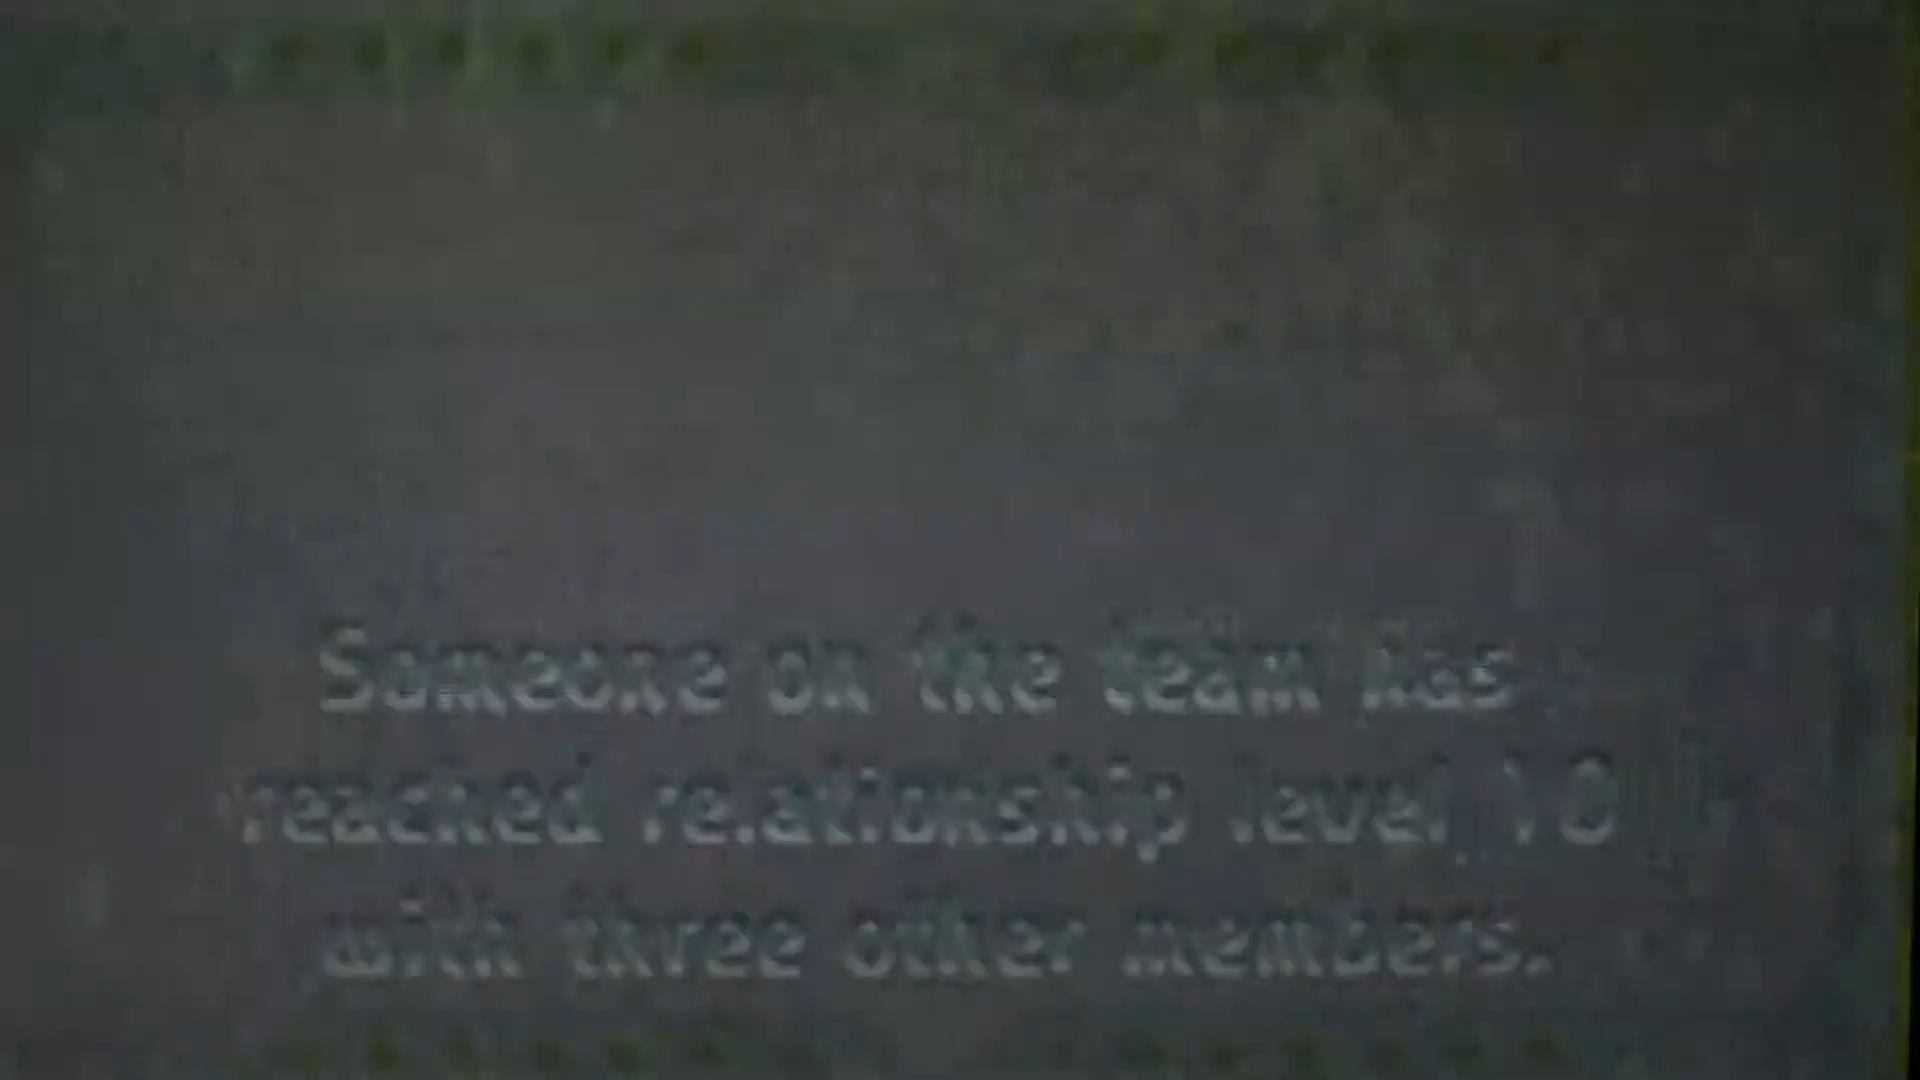 Someone on the team has
reached relationship level 10
with three other members.